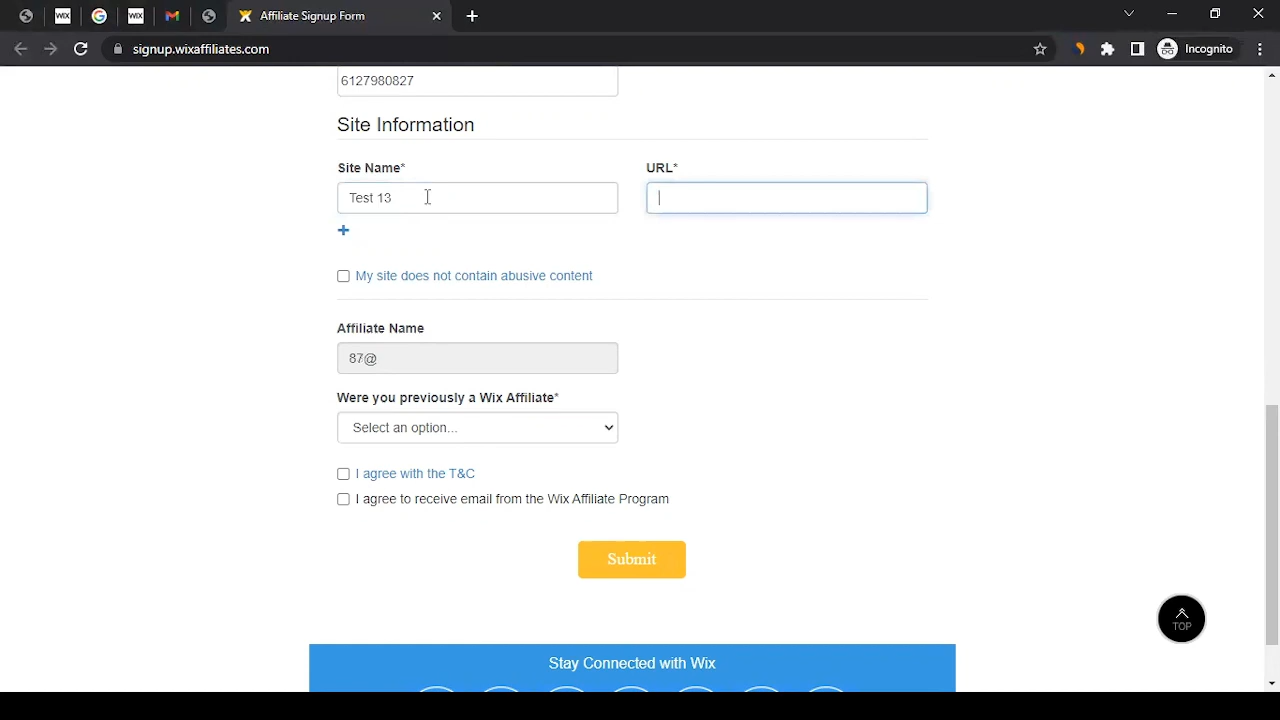 WIX
WIX
Affiliate Signup Form
signup.wixaffiliates.com
Incognito
6127980827
Site Information
Site Name*
URL*
Test 13
My site does not contain abusive content
Affiliate Name
87@
Were you previously a Wix Affiliate*
Select an option...
I agree with the T&C
I agree to receive email from the Wix Affiliate Program
Submit
TOP
Stay Connected with Wix